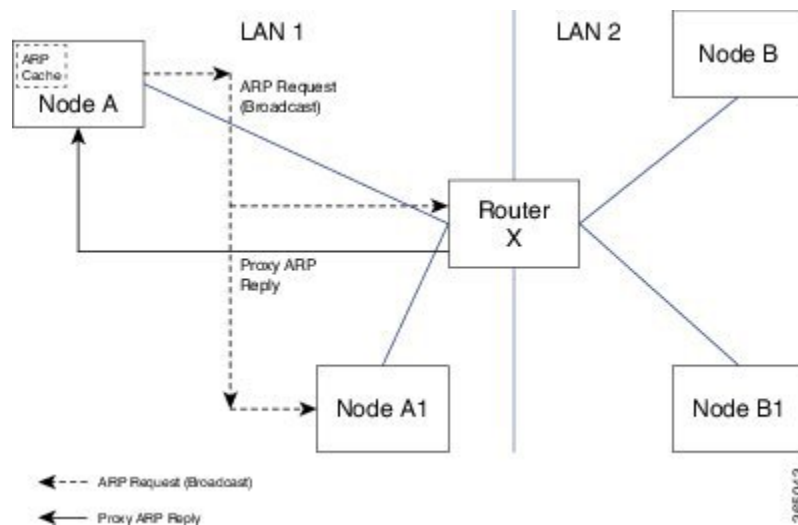 LAN 1
LAN 2
ARP
Cache
Node A
Node B
ARP Request
(Broadcast)
Router
X
Proxy ARP
Reply
Node A1
Node B1
ARP Request (Broadcast)
Proxy ARP Reply